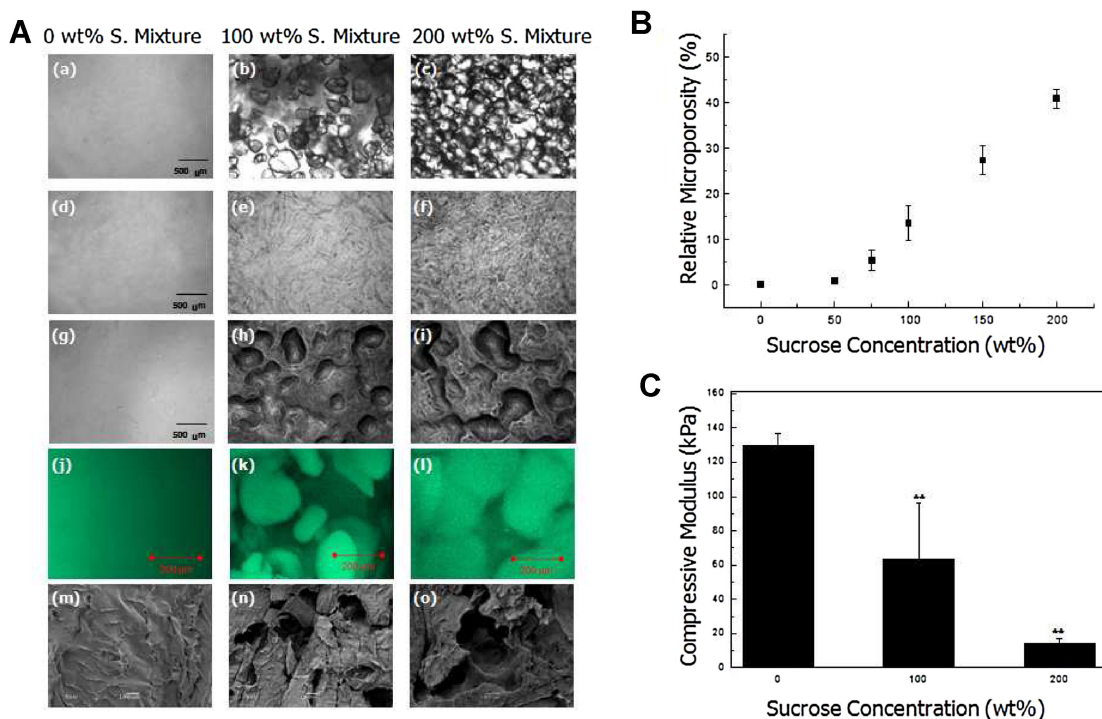 A
0 wt% S. Mixture
100 wt% S. Mixture
200 wt% S. Mixture
(a)
500 μm
(b)
(c)
(d)
500 μm
(e)
(f)
(g)
500 μm
(h)
(i)
(j)
200 μm
(k)
200 μm
(l)
200 μm
(m)
(n)
(o)
B
Relative Microporosity (%)
50
40
30
20
10
0
0
50
100
150
200
Sucrose Concentration (wt%)
C
Compressive Modulus (kPa)
160
140
120
100
80
60
40
20
0
**
**
0
100
200
Sucrose Concentration (wt%)